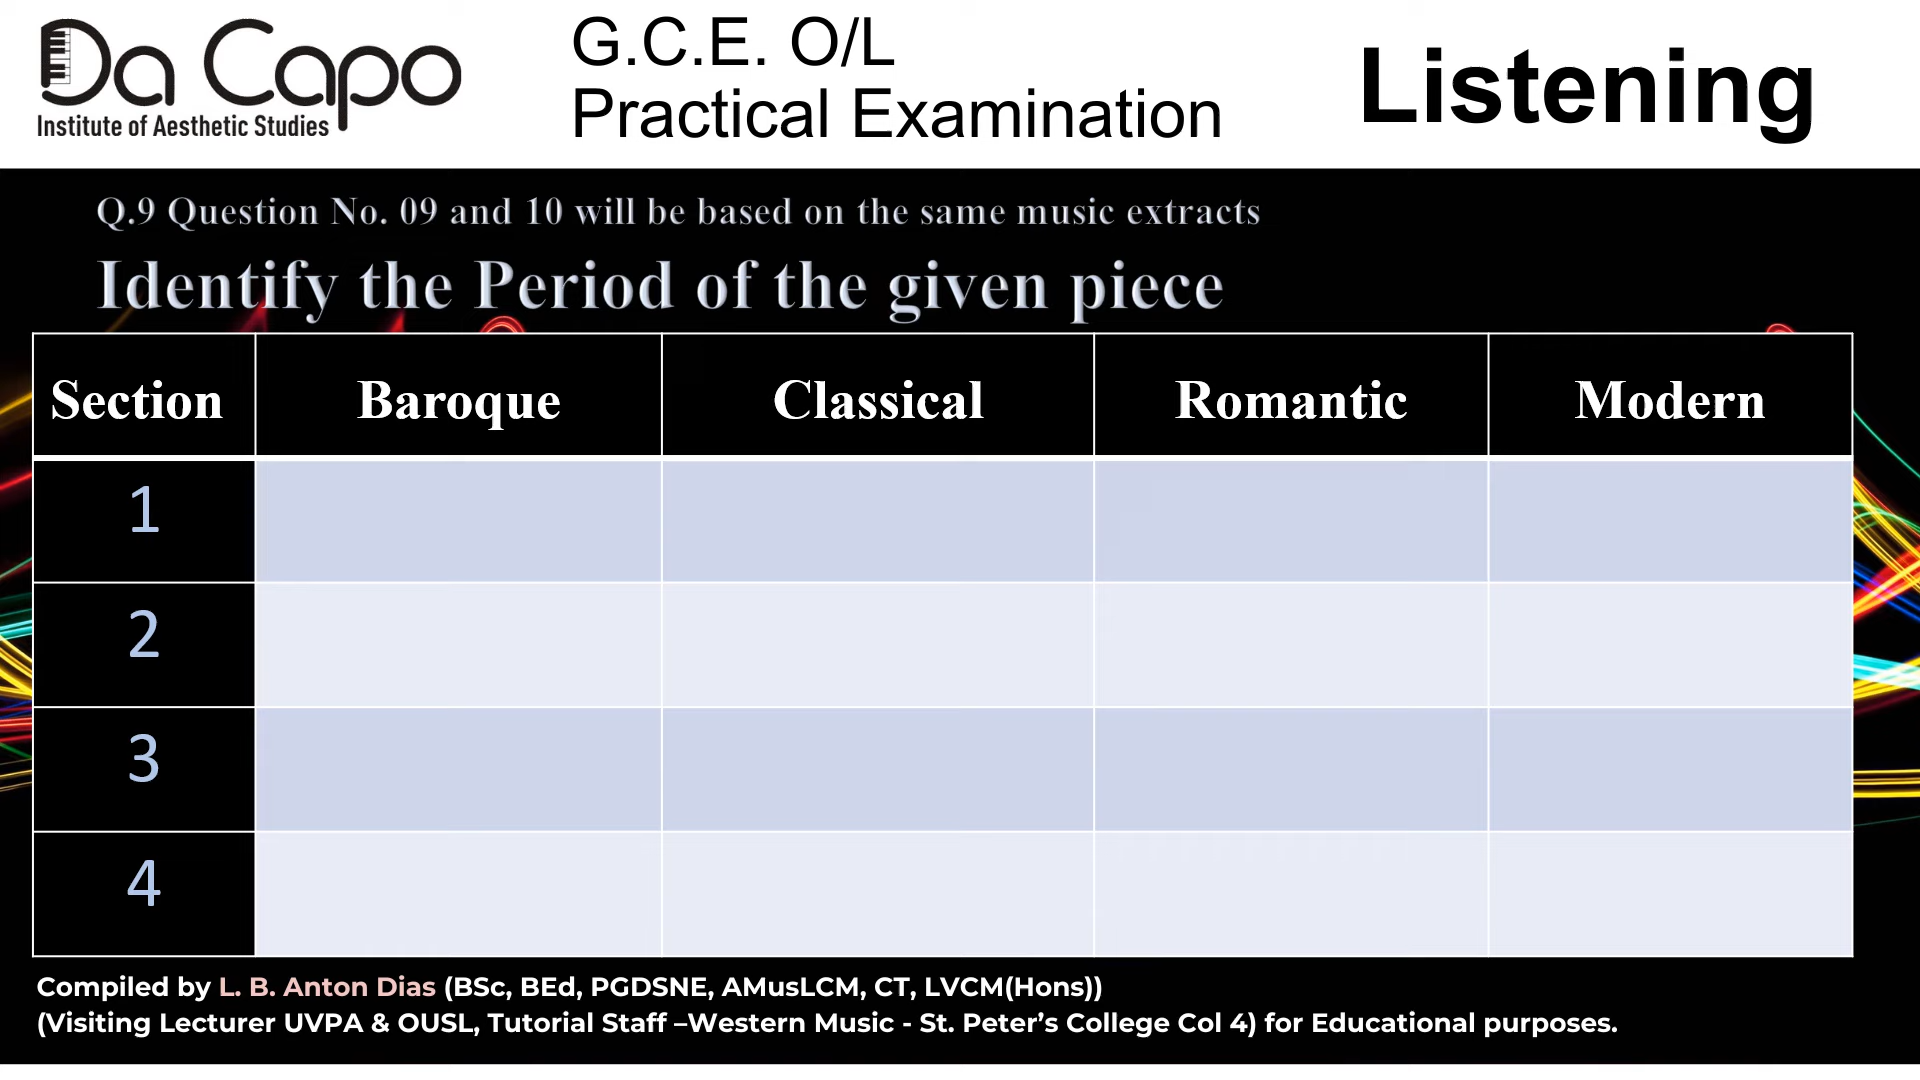 Da Capo
Institute of Aesthetic Studies
G.C.E. O/L
Practical Examination
Listening
Q.9 Question No. 09 and 10 will be based on the same music extracts
Identify the Period of the given piece
Section Baroque Classical Romantic Modern
1
2
3
4
Compiled by L. B. Anton Dias (BSc, BEd, PGDSNE, AMusLCM, CT, LVCM(Hons))
(Visiting Lecturer UVPA & OUSL, Tutorial Staff –Western Music - St. Peter’s College Col 4) for Educational purposes.